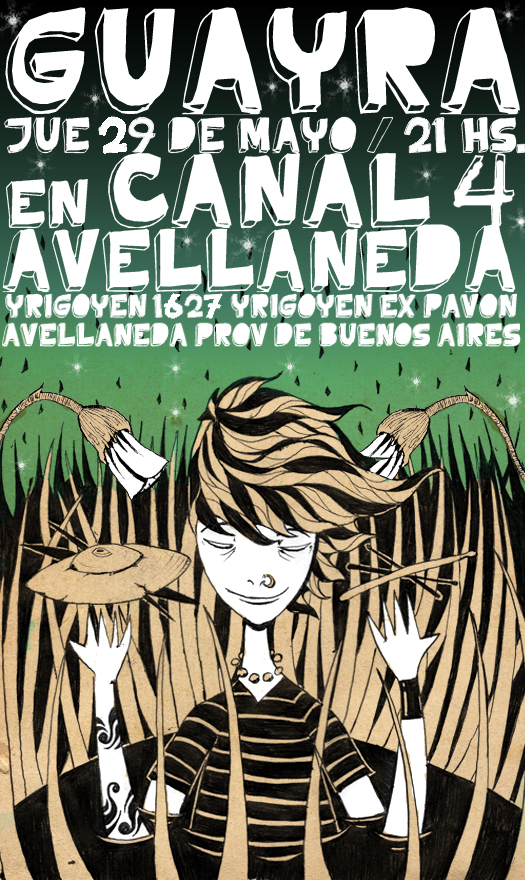 GUAYRA
JUE 29 DE MAYO / 21 HS.
EN CANAL 4
AVELLANEDA
YRIGOYEN 1627 YRIGOYEN EX PAVON
AVELLANEDA PROV DE BUENOS AIRES